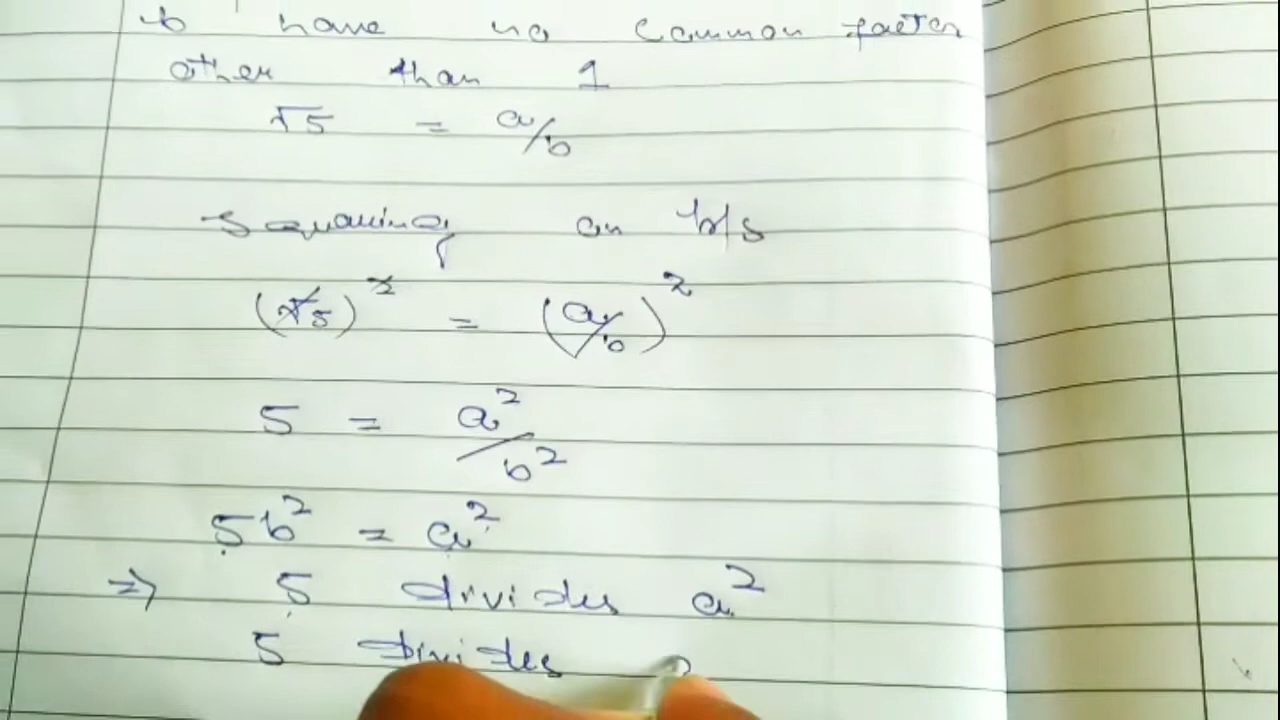 b have no common factor
other than 1
√5 = a/b
Squaring on b/s
(√5)² = (a/b)²
5 = a²/b²
5b² = a²
⇒ 5 divides a²
5 divides